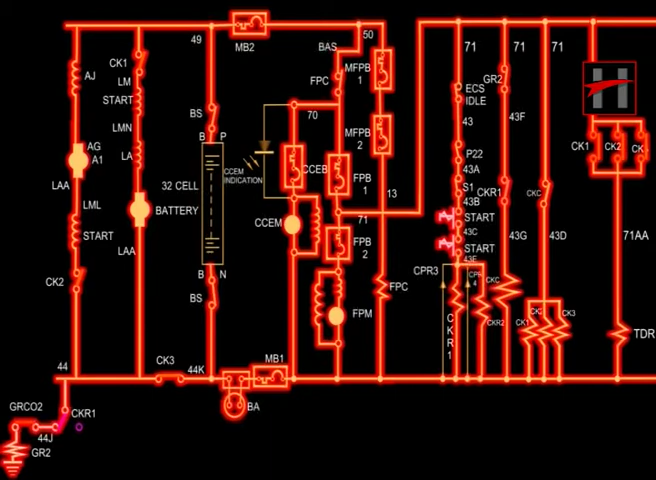 49
MB2
BAS
50
71
71
71
CK1
AJ
LM
START
FPC
MFPB
1
GR2
ECS
IDLE
BS
70
43
43F
LMN
B P
MFPB
2
AG
A1
LA
CCEM
INDICATION
CCEB
P22
CK1 CK2 CK
43A
LAA
32 CELL
FPB
1
S1
CKR1
CKC
LML
BATTERY
13
43B
START
CCEM
71
43C
START
LAA
FPB
2
START
43E
43G
43D
71AA
CK2
B N
CPR3
CKC
BS
FPC
FPM
CKR1
CKR2
CK1
CK3
TDR
44
CK3
44K
MB1
GRCO2
CKR1
BA
44J
GR2